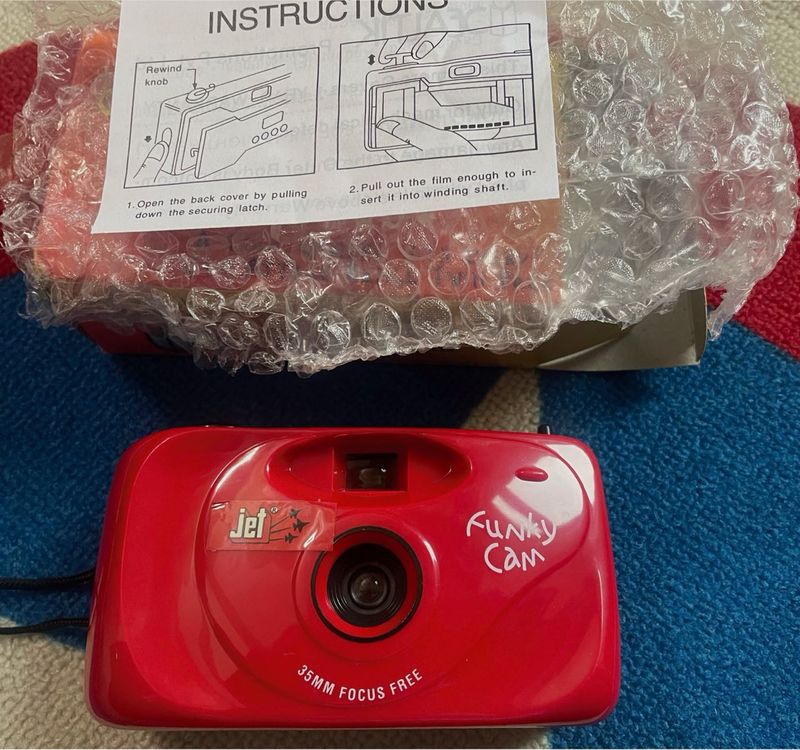 INSTRUCTIONS
Rewind
knob
1.Open the back cover by pulling
down the securing latch.
2.Pull out the film enough to in-
sert it into winding shaft.
jet
Funky
Cam
35MM FOCUS FREE